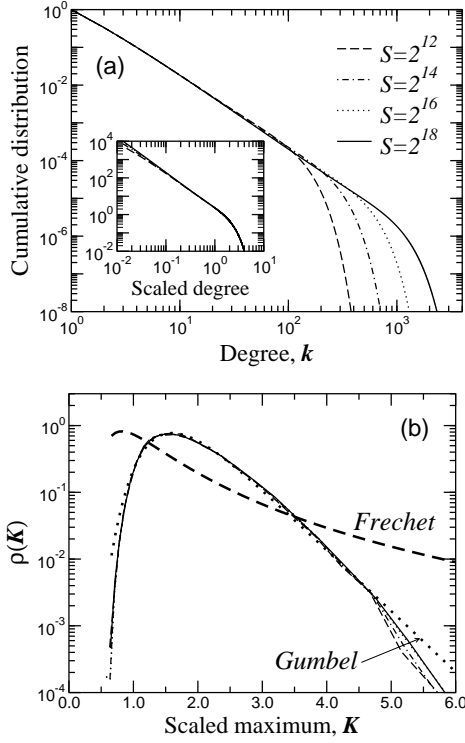 10^0
(a)
S=2^12
S=2^14
S=2^16
S=2^18
10^-2
10^-4
10^-6
10^-8
Cumulative distribution
10^4
10^2
10^0
10^-2
10^-2 10^-1 10^0 10^1
Scaled degree
10^0 10^1 10^2 10^3
Degree, k
10^0
(b)
10^-1
10^-2
10^-3
10^-4
ρ(K)
Frechet
Gumbel
0.0 1.0 2.0 3.0 4.0 5.0 6.0
Scaled maximum, K